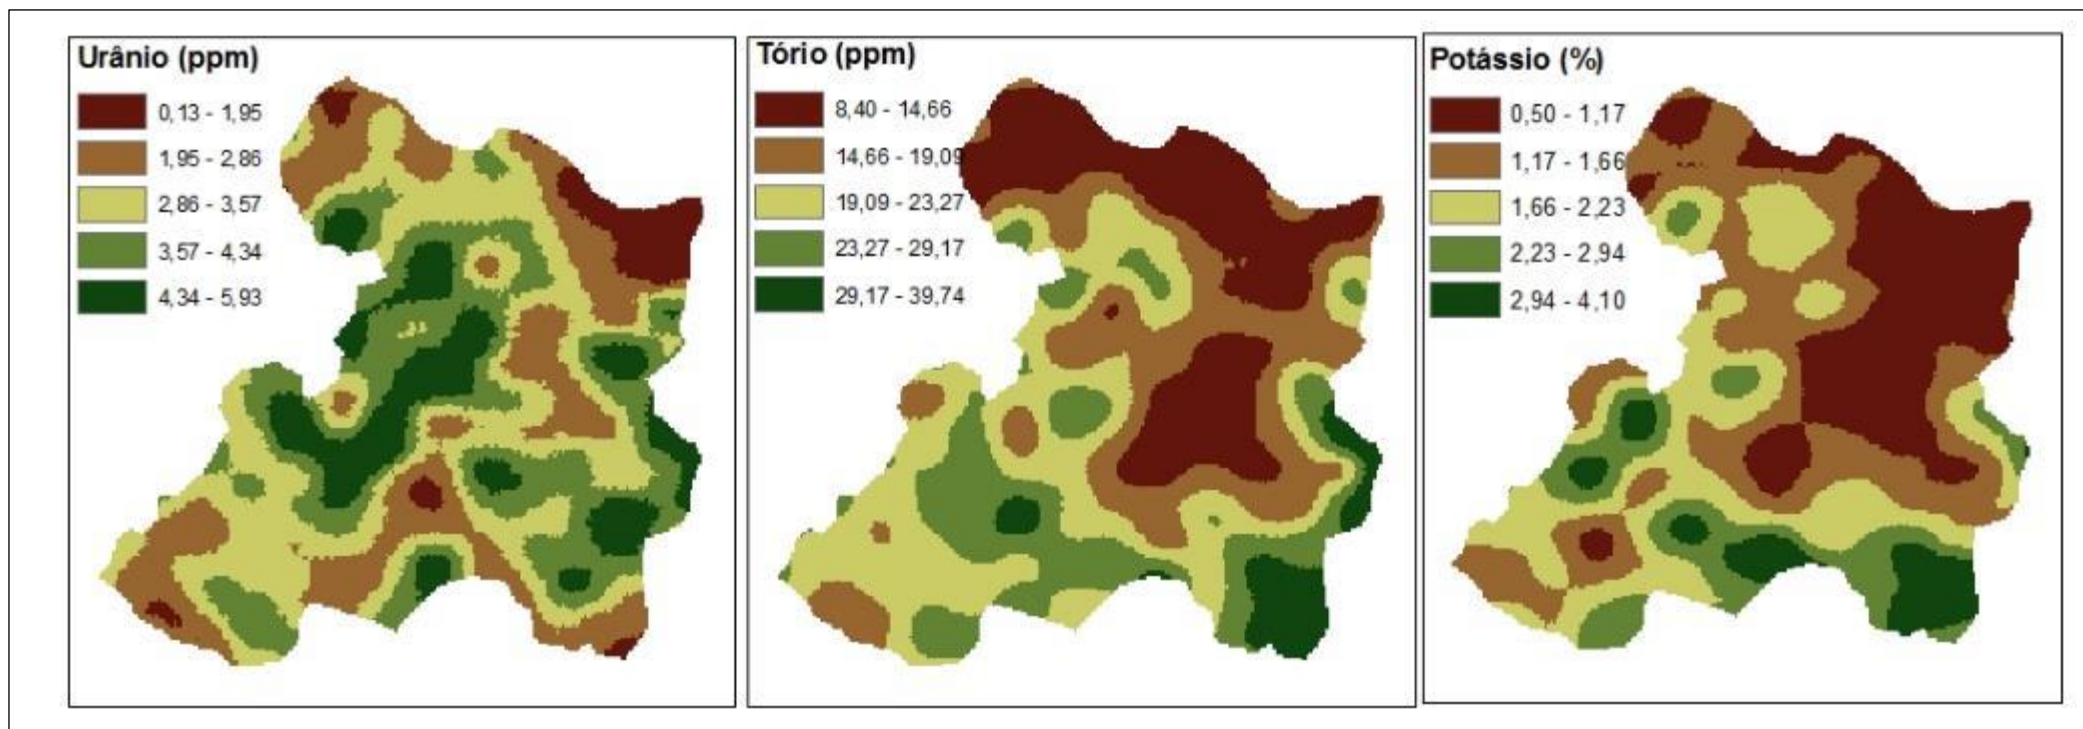 Urânio (ppm)
0,13 - 1,95
1,95 - 2,86
2,86 - 3,57
3,57 - 4,34
4,34 - 5,93
Tório (ppm)
8,40 - 14,66
14,66 - 19,09
19,09 - 23,27
23,27 - 29,17
29,17 - 39,74
Potássio (%)
0,50 - 1,17
1,17 - 1,66
1,66 - 2,23
2,23 - 2,94
2,94 - 4,10